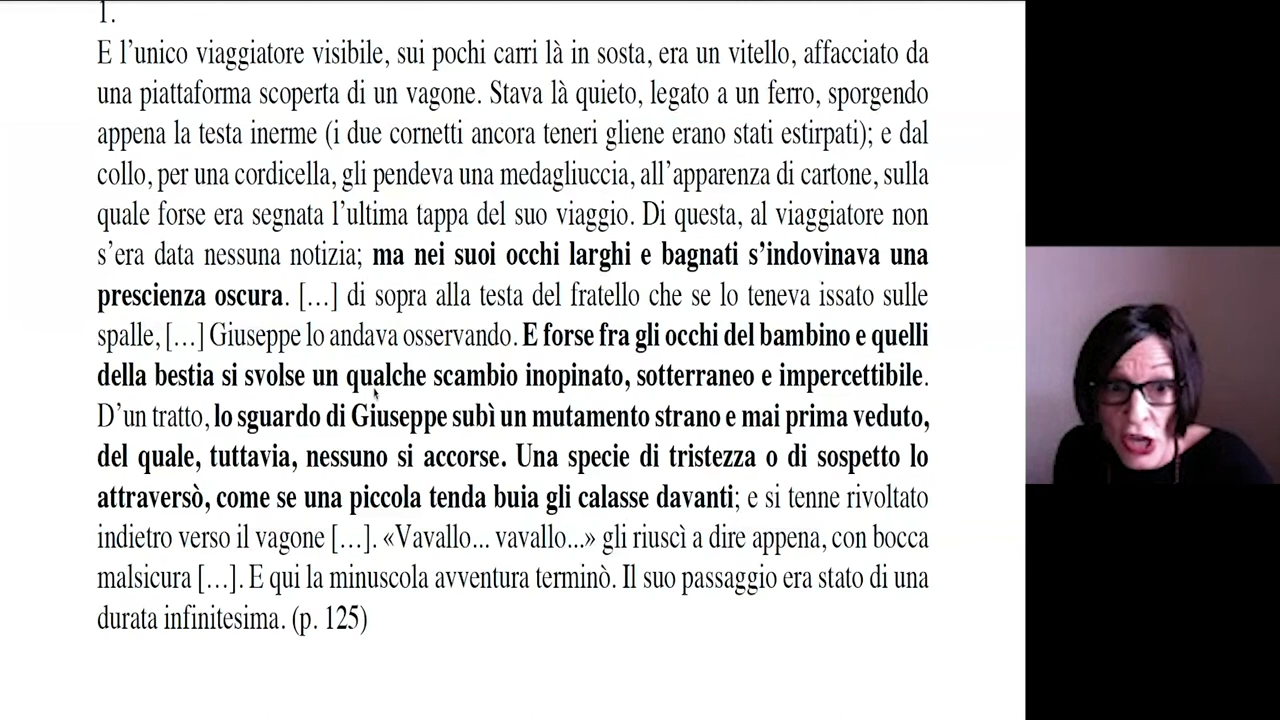 1.
E l’unico viaggiatore visibile, sui pochi carri là in sosta, era un vitello, affacciato da
una piattaforma scoperta di un vagone. Stava là quieto, legato a un ferro, sporgendo
appena la testa inerme (i due cornetti ancora teneri gliene erano stati estirpati); e dal
collo, per una cordicella, gli pendeva una medagliuccia, all’apparenza di cartone, sulla
quale forse era segnata l’ultima tappa del suo viaggio. Di questa, al viaggiatore non
s’era data nessuna notizia; ma nei suoi occhi larghi e bagnati s’indovinava una
prescienza oscura. […] di sopra alla testa del fratello che se lo teneva issato sulle
spalle, […] Giuseppe lo andava osservando. E forse fra gli occhi del bambino e quelli
della bestia si svolse un qualche scambio inopinato, sotterraneo e impercettibile.
D’un tratto, lo sguardo di Giuseppe subì un mutamento strano e mai prima veduto,
del quale, tuttavia, nessuno si accorse. Una specie di tristezza o di sospetto lo
attraversò, come se una piccola tenda buia gli calasse davanti; e si tenne rivoltato
indietro verso il vagone […]. «Vavallo... vavallo...» gli riuscì a dire appena, con bocca
malsicura […]. E qui la minuscola avventura terminò. Il suo passaggio era stato di una
durata infinitesima. (p. 125)